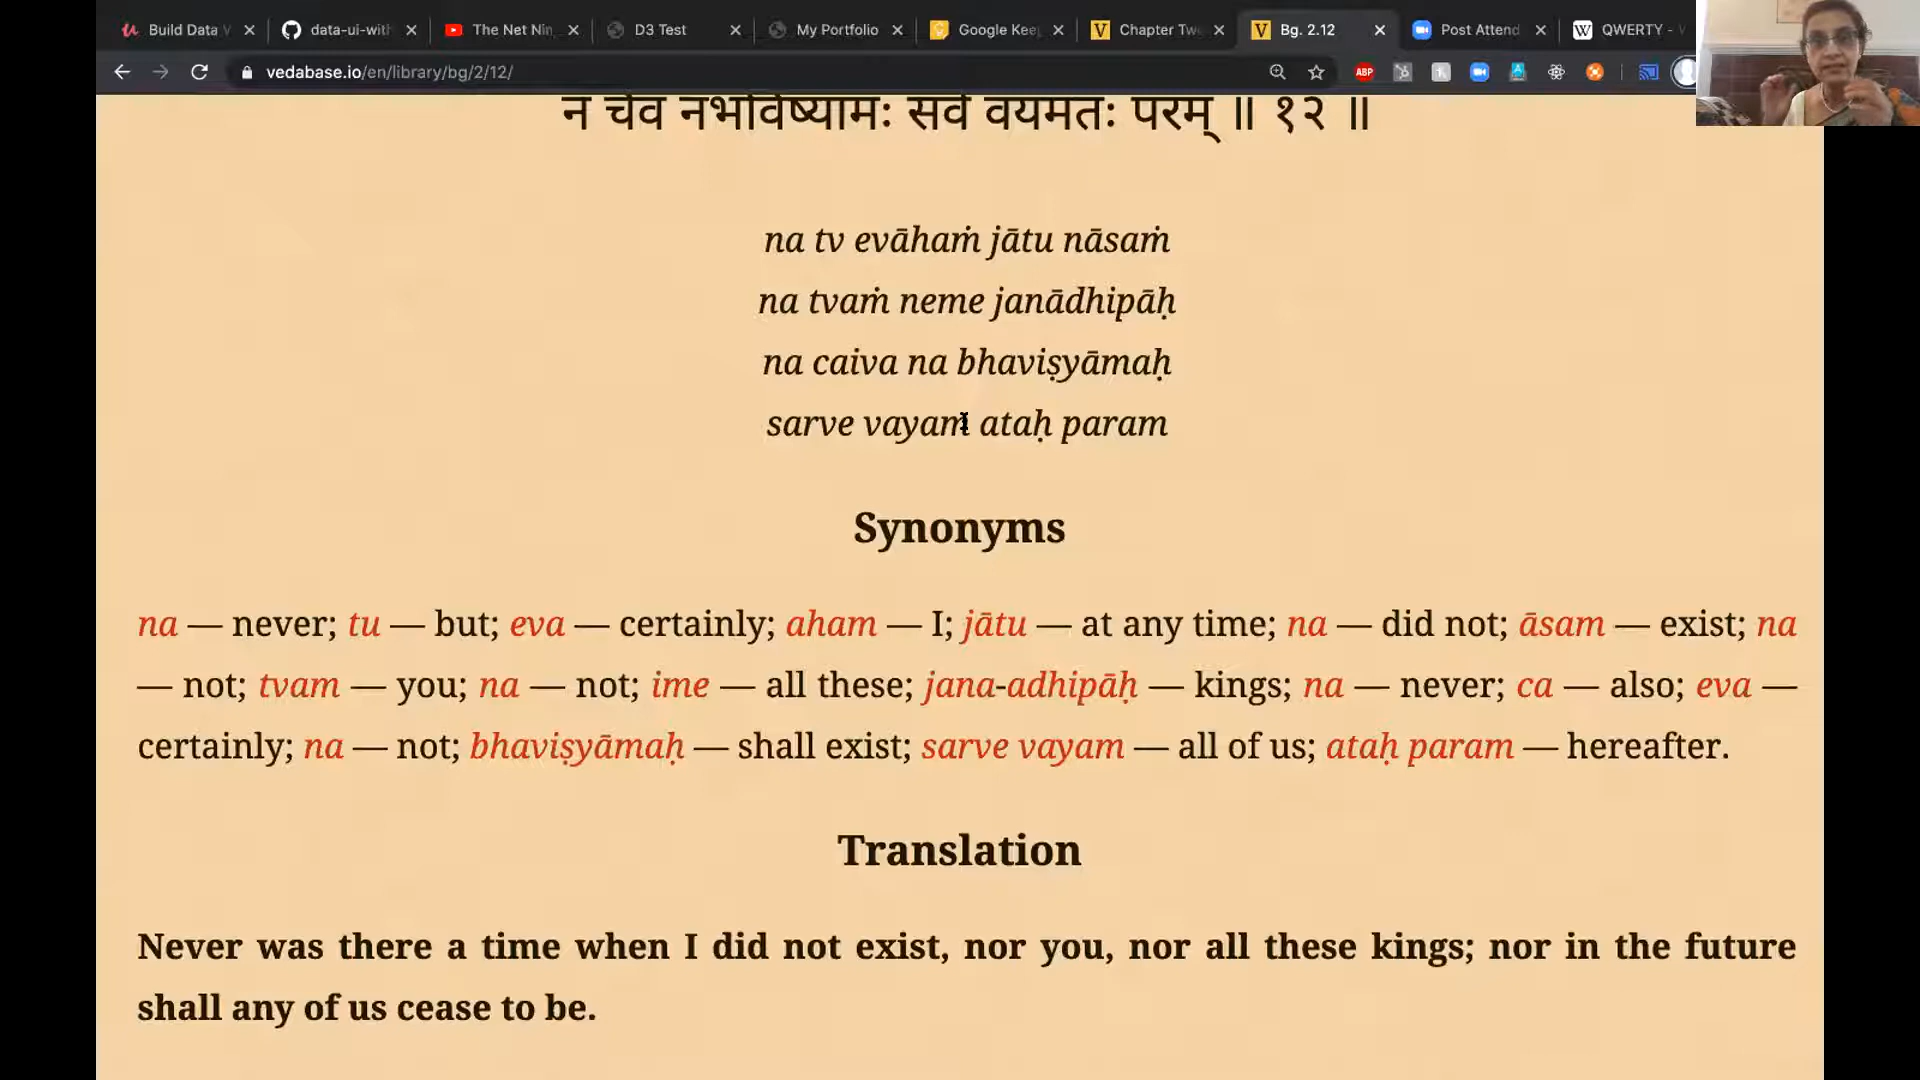 Build Data V
data-ui-with
The Net Nin
D3 Test
My Portfolio
Google Kee
Chapter Tw
Bg. 2.12
Post Attend
QWERTY -
vedabase.io/en/library/bg/2/12/
ABP
न चैव नभविष्यामः सर्वे वयमतः परम् ॥ १२ ॥
na tv evāhaṁ jātu nāsaṁ
na tvaṁ neme janādhipāḥ
na caiva na bhaviṣyāmaḥ
sarve vayam ataḥ param
Synonyms
na — never; tu — but; eva — certainly; aham — I; jātu — at any time; na — did not; āsam — exist; na
— not; tvam — you; na — not; ime — all these; jana-adhipāḥ — kings; na — never; ca — also; eva —
certainly; na — not; bhaviṣyāmaḥ — shall exist; sarve vayam — all of us; ataḥ param — hereafter.
Translation
Never was there a time when I did not exist, nor you, nor all these kings; nor in the future
shall any of us cease to be.